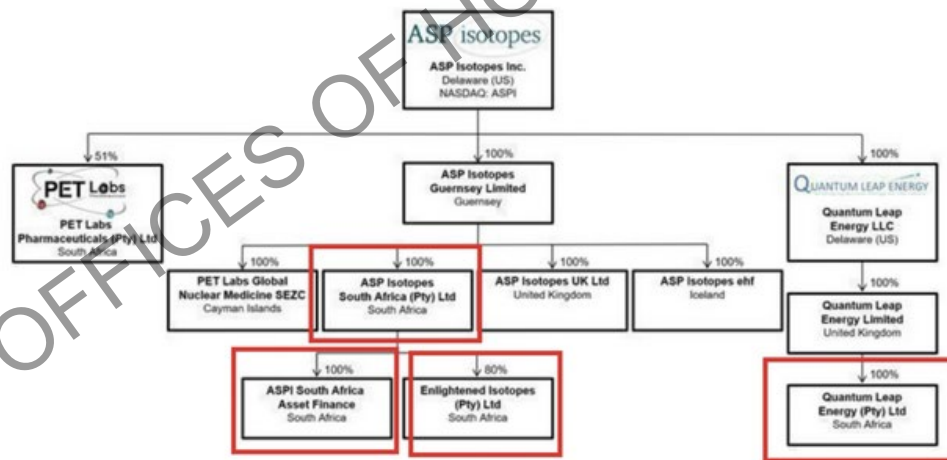 OFFICES OF HO
ASP isotopes
ASP Isotopes Inc.
Delaware (US)
NASDAQ: ASPI
51%
100%
100%
PET Labs
PET Labs
Pharmaceuticals (Pty) Ltd
South Africa
ASP Isotopes
Guernsey Limited
Guernsey
QUANTUM LEAP ENERGY
Quantum Leap
Energy LLC
Delaware (US)
100%
100%
100%
100%
100%
PET Labs Global
Nuclear Medicine SEZC
Cayman Islands
ASP Isotopes
South Africa (Pty) Ltd
South Africa
ASP Isotopes UK Ltd
United Kingdom
ASP Isotopes ehf
Iceland
Quantum Leap
Energy Limited
United Kingdom
100%
80%
100%
ASPI South Africa
Asset Finance
South Africa
Enlightened Isotopes
(Pty) Ltd
South Africa
Quantum Leap
Energy (Pty) Ltd
South Africa